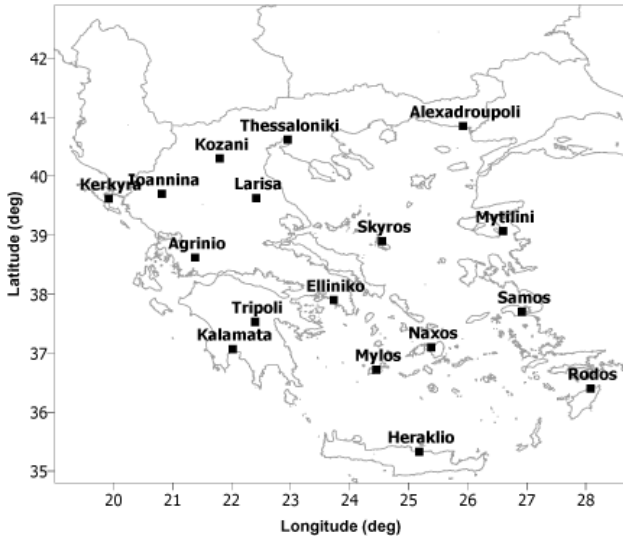 42
41
40
39
38
37
36
35
Latitude (deg)
Alexadroupoli
Thessaloniki
Kozani
Ioannina
Kerkyra
Larisa
Skyros
Mytilini
Agrinio
Elliniko
Samos
Tripoli
Kalamata
Naxos
Mylos
Rodos
Heraklio
20 21 22 23 24 25 26 27 28
Longitude (deg)